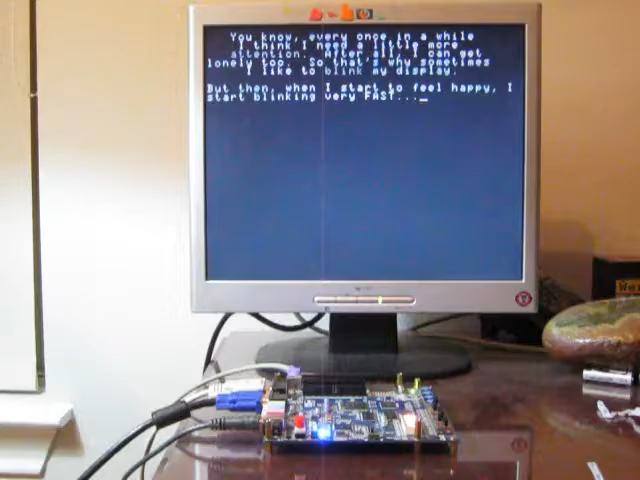 You know, every once in a while
I think I need a little more
attention. After all, I can get
lonely too. So that's why sometimes
I like to blink my display.
But then, when I start to feel happy, I
start blinking very FAST..._
hp